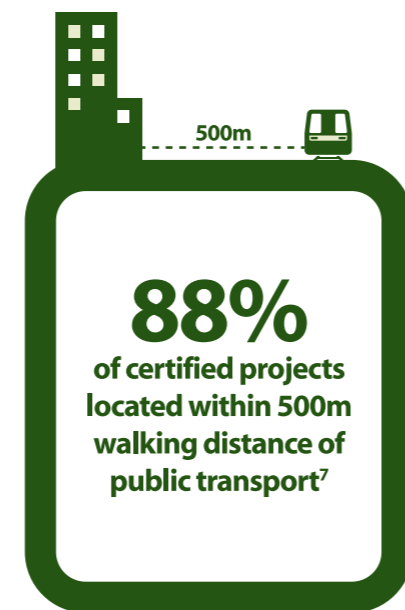 500m
88%
of certified projects
located within 500m
walking distance of
public transport⁷